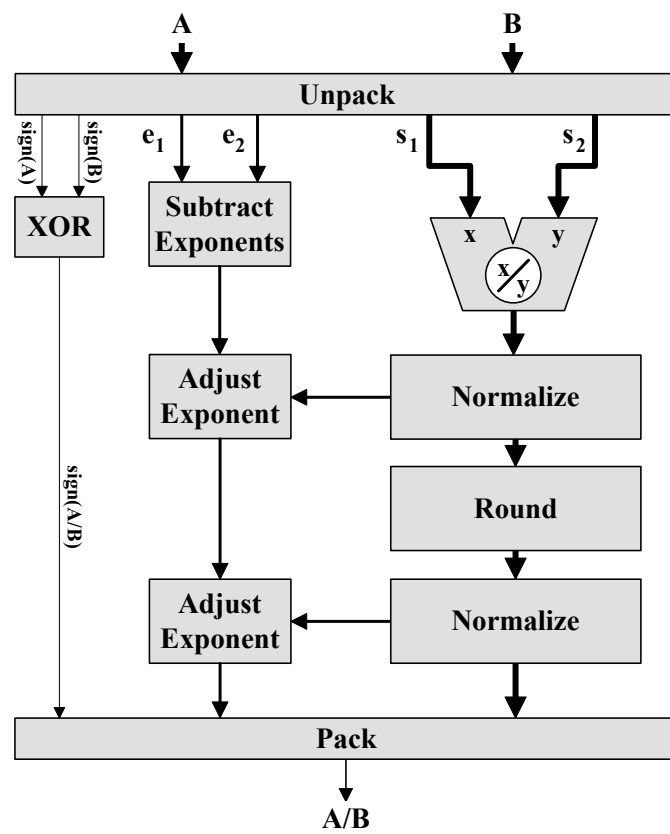 A
B
Unpack
sign(A)
sign(B)
e1
e2
s1
s2
XOR
Subtract
Exponents
x
y
x/y
Adjust
Exponent
Normalize
Round
sign(A/B)
Adjust
Exponent
Normalize
Pack
A/B